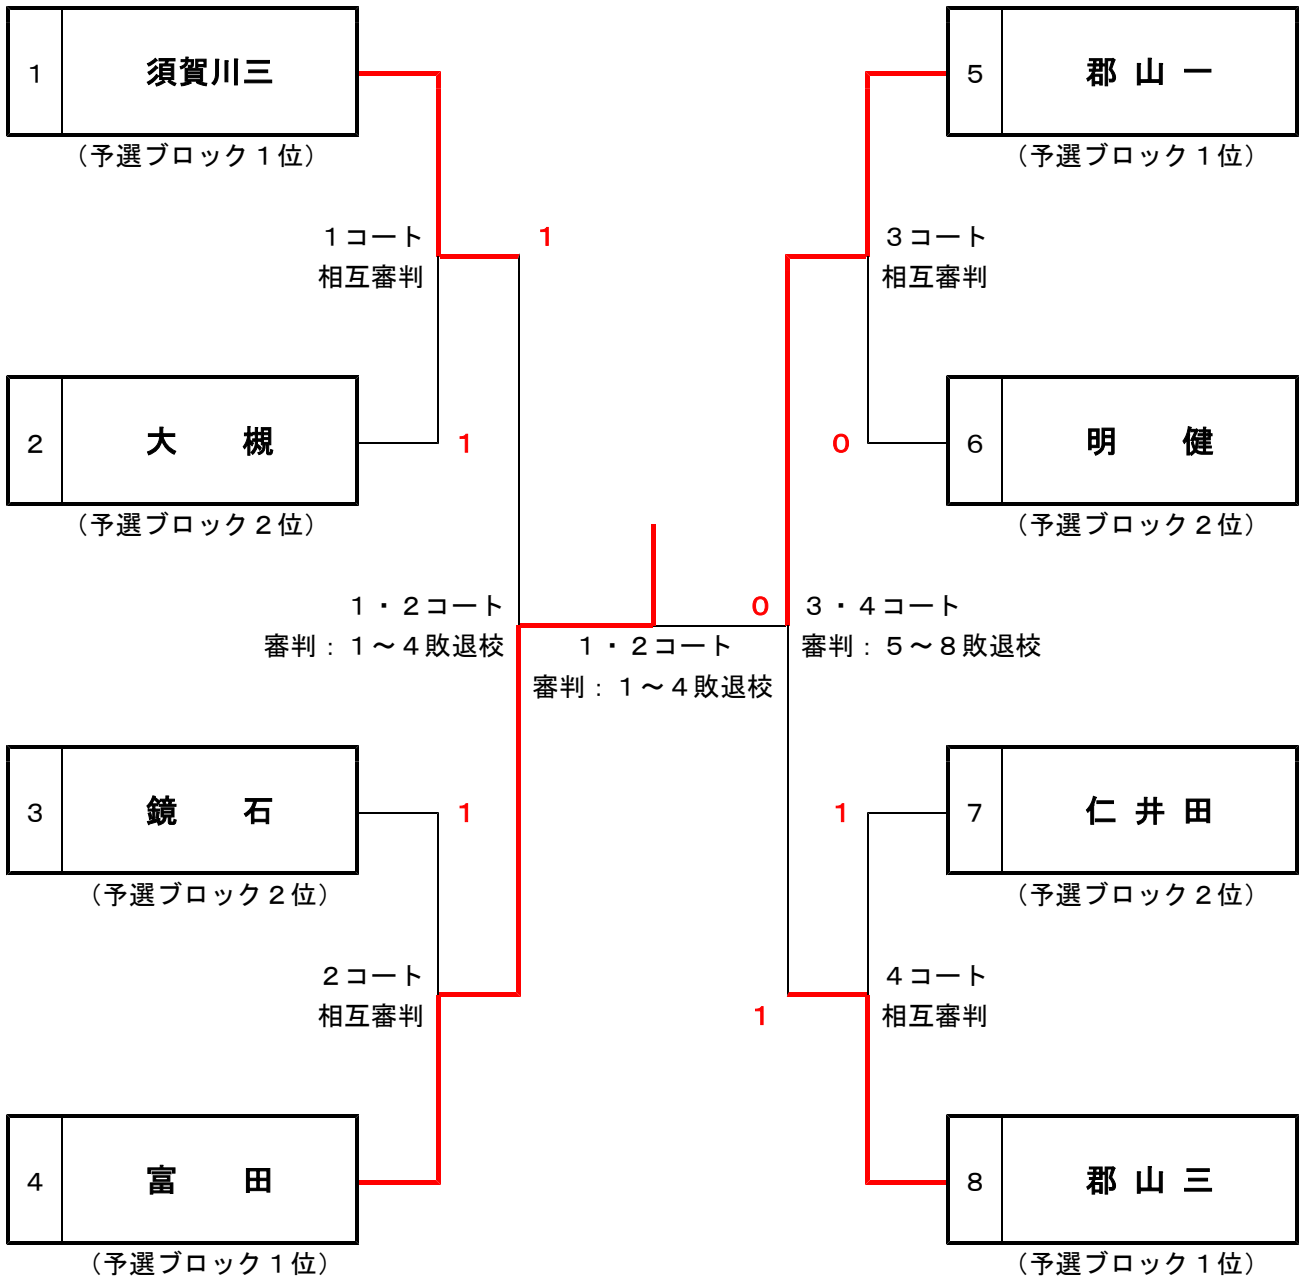 1 須賀川三
（予選ブロック１位）
１コート
相互審判
1
2 大　　槻
1
（予選ブロック２位）
１・２コート
審判：１～４敗退校
3 鏡　　石
1
（予選ブロック２位）
２コート
相互審判
4 富　　田
（予選ブロック１位）
１・２コート
審判：１～４敗退校
5 郡 山 一
（予選ブロック１位）
３コート
相互審判
0
6 明　　健
（予選ブロック２位）
0
３・４コート
審判：５～８敗退校
1
7 仁 井 田
（予選ブロック２位）
４コート
相互審判
1
8 郡 山 三
（予選ブロック１位）